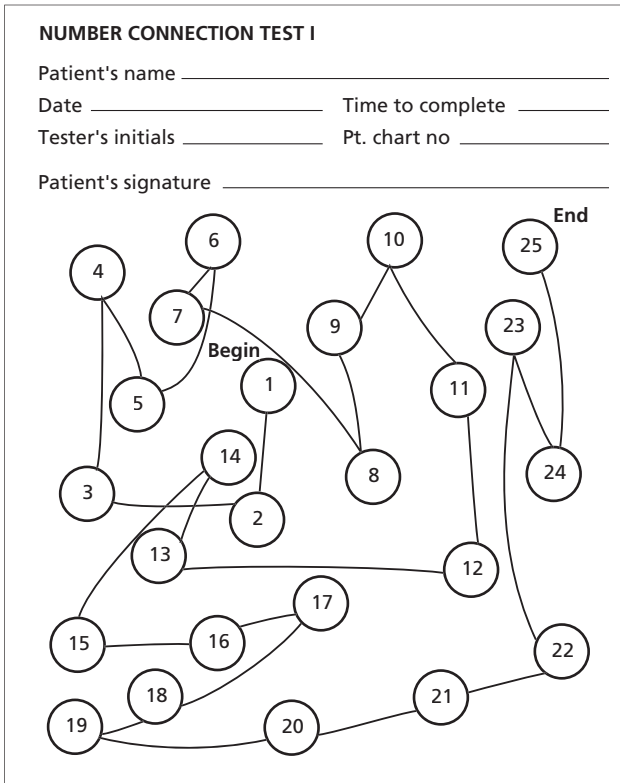 NUMBER CONNECTION TEST I
Patient's name
Date Time to complete
Tester's initials Pt. chart no
Patient's signature
End
6 10 25
4
7 9 23
Begin
1
5 11
14
3 8 24
2
13 12
17
15 16 22
18 21
19 20